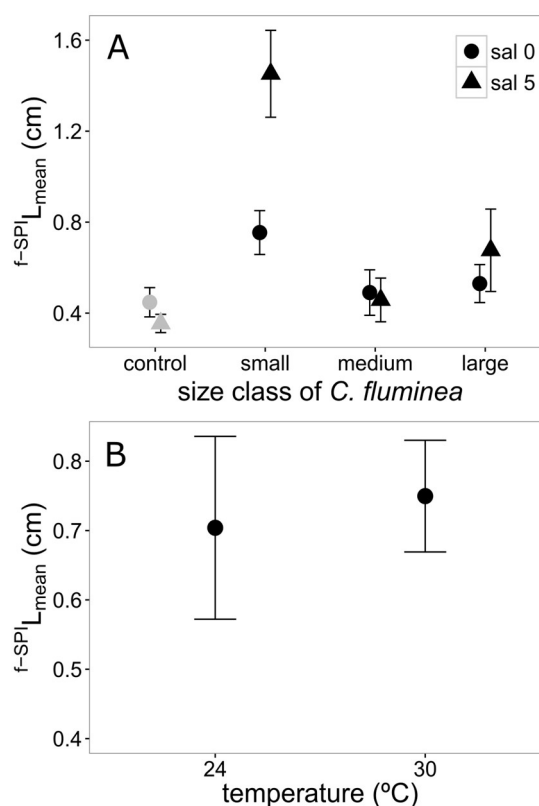 A
1.6
1.2
0.8
0.4
f-SPI Lmean (cm)
sal 0
sal 5
control small medium large
size class of C. fluminea
B
0.8
0.7
0.6
0.5
0.4
f-SPI Lmean (cm)
24 30
temperature (ºC)